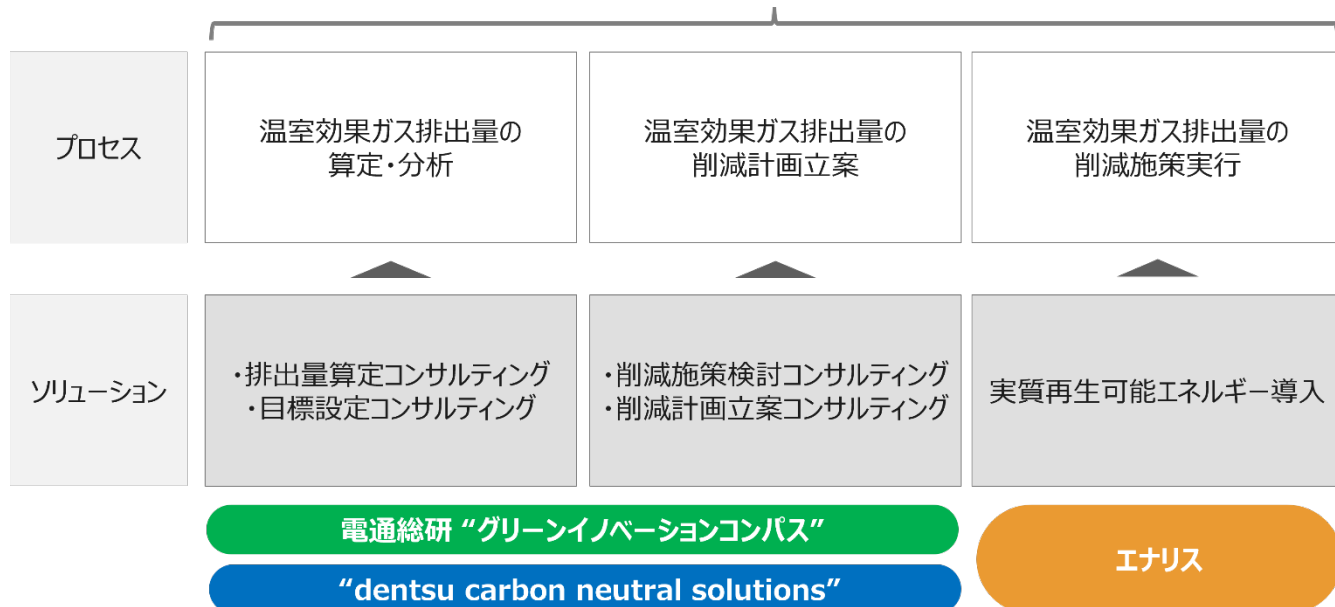 プロセス
温室効果ガス排出量の
算定・分析
温室効果ガス排出量の
削減計画立案
温室効果ガス排出量の
削減施策実行
ソリューション
・排出量算定コンサルティング
・目標設定コンサルティング
・削減施策検討コンサルティング
・削減計画立案コンサルティング
実質再生可能エネルギー導入
電通総研 “グリーンイノベーションコンパス”
“dentsu carbon neutral solutions”
エナリス